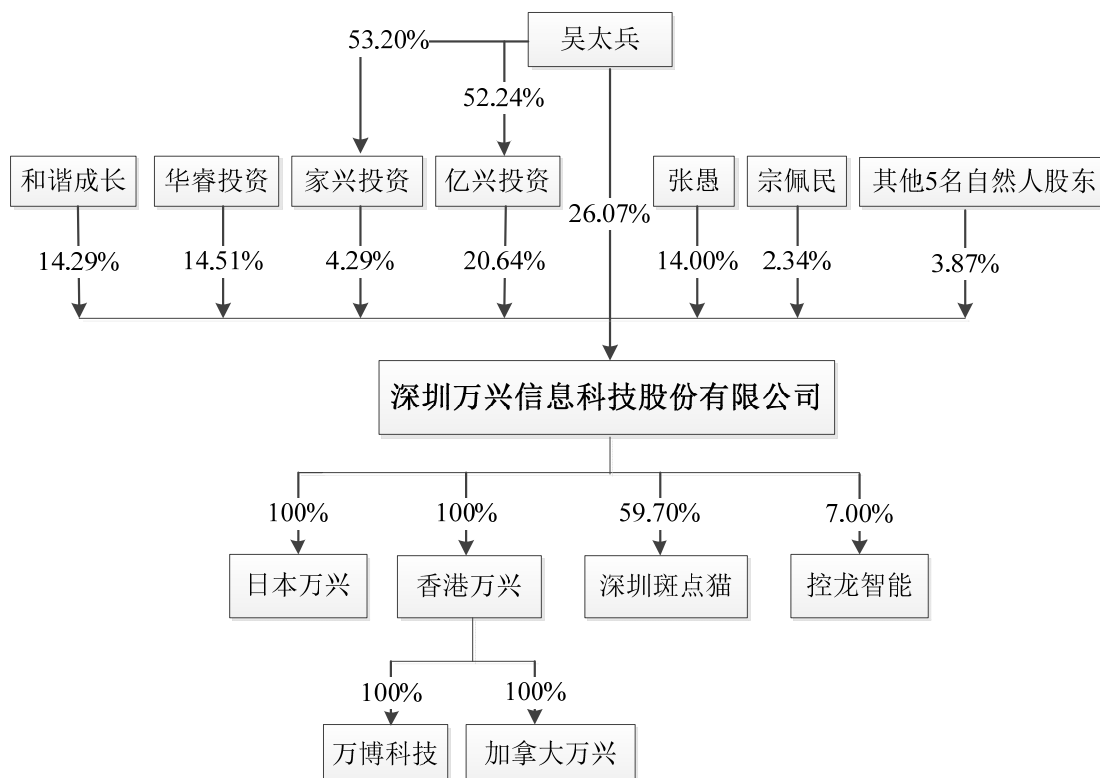 吴太兵
53.20%
52.24%
和谐成长
华睿投资
家兴投资
亿兴投资
张愚
宗佩民
其他5名自然人股东
26.07%
14.29%
14.51%
4.29%
20.64%
14.00%
2.34%
3.87%
深圳万兴信息科技股份有限公司
100%
100%
59.70%
7.00%
日本万兴
香港万兴
深圳斑点猫
控龙智能
100%
100%
万博科技
加拿大万兴